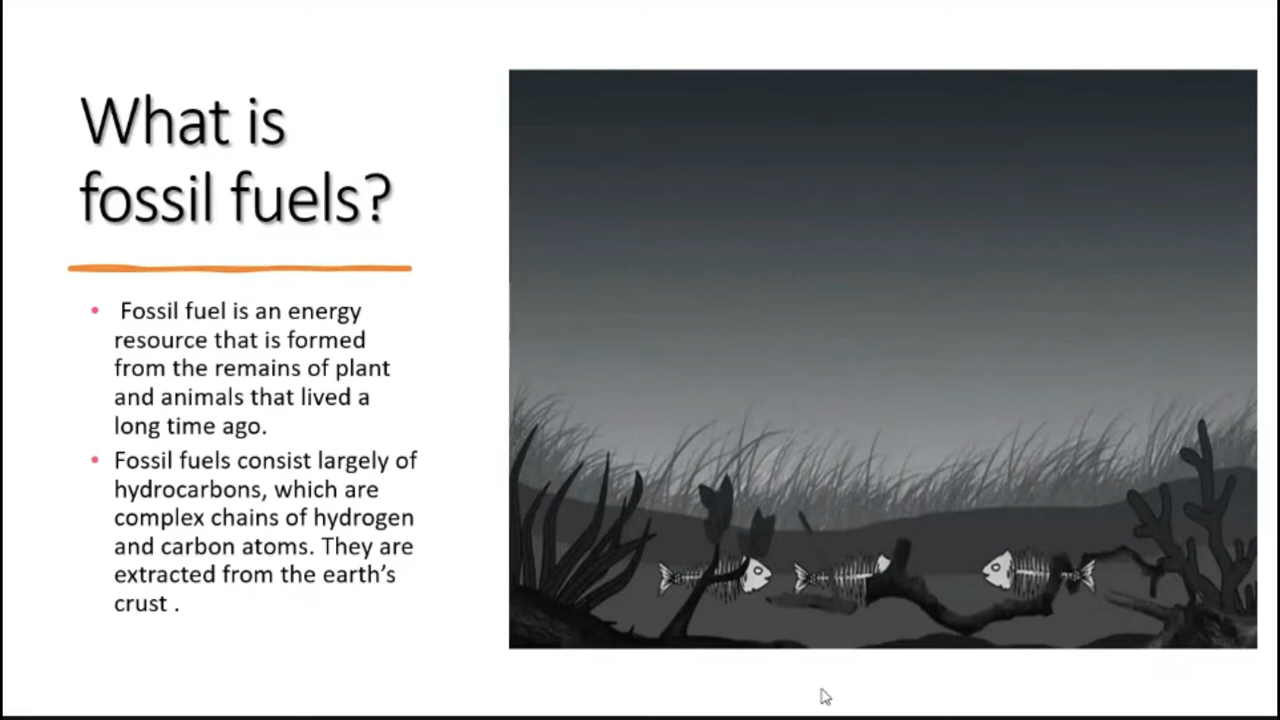 What is
fossil fuels?
• Fossil fuel is an energy
resource that is formed
from the remains of plant
and animals that lived a
long time ago.
• Fossil fuels consist largely of
hydrocarbons, which are
complex chains of hydrogen
and carbon atoms. They are
extracted from the earth’s
crust .